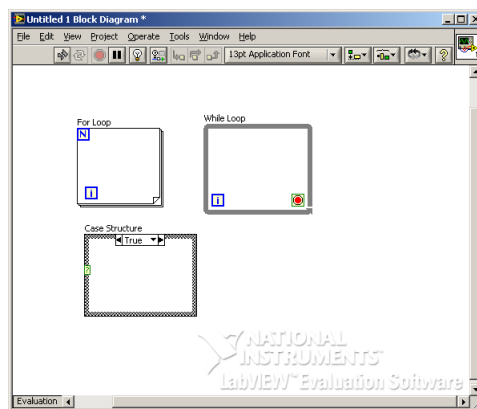 Untitled 1 Block Diagram *
File Edit View Project Operate Tools Window Help
13pt Application Font
For Loop
N
i
While Loop
i
Case Structure
True
?
NATIONAL
INSTRUMENTS
LabVIEW™ Evaluation Software
Evaluation